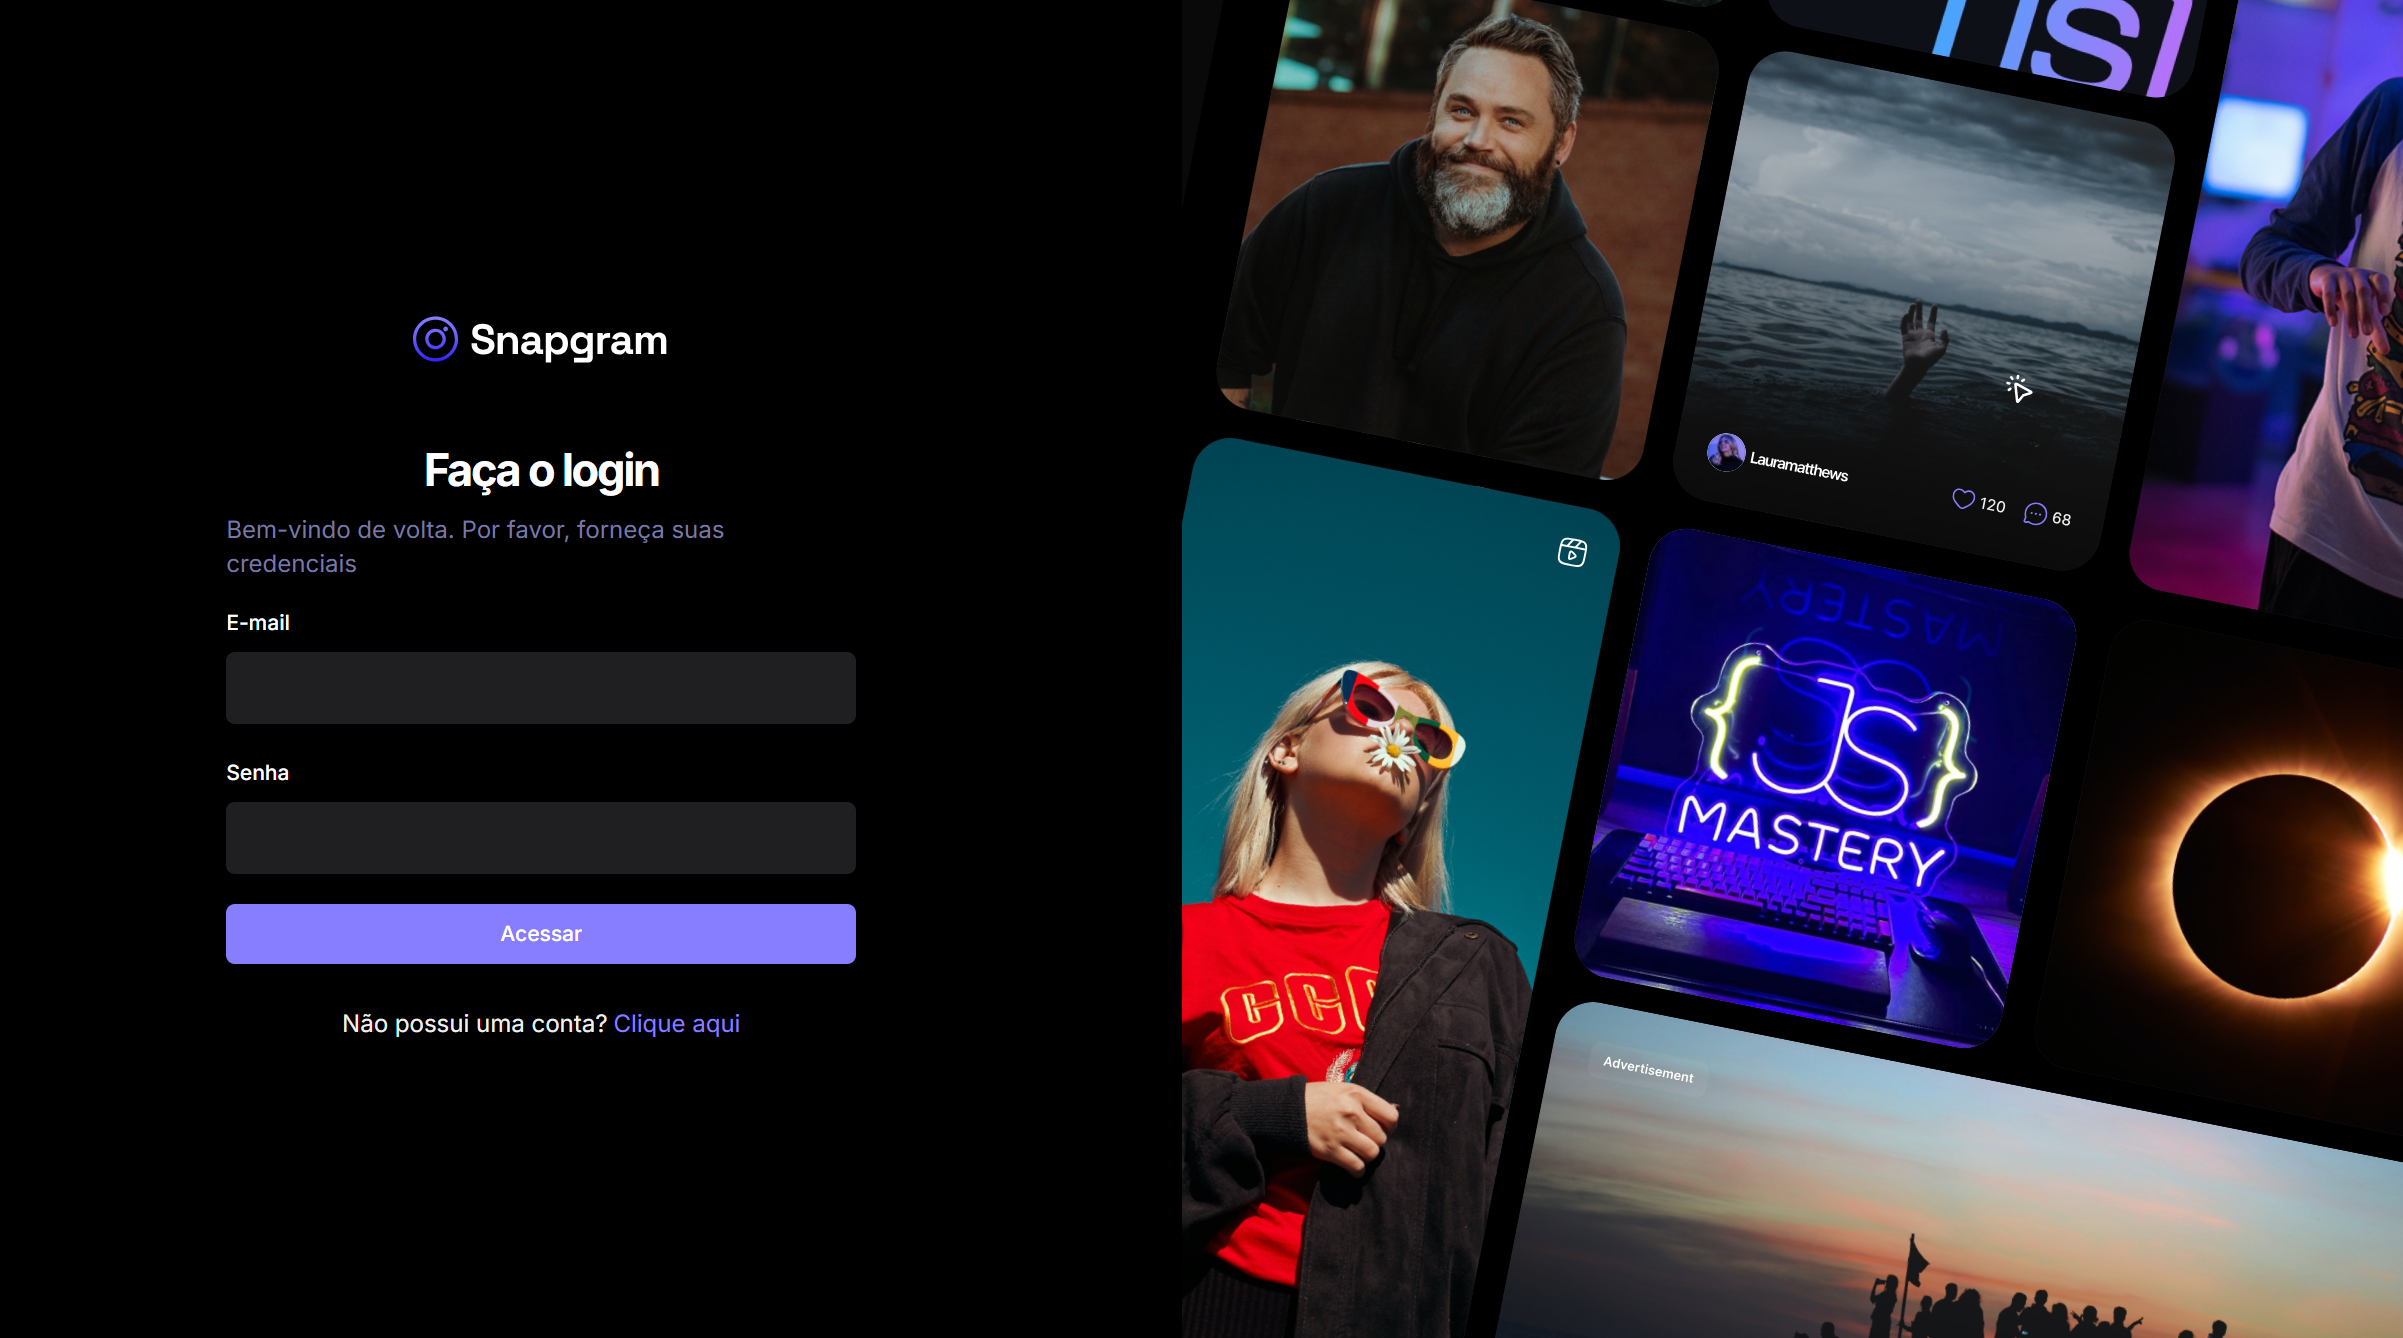 Snapgram
Faça o login
Bem-vindo de volta. Por favor, forneça suas
credenciais
E-mail
Senha
Acessar
Não possui uma conta? Clique aqui
Lauramatthews
120
68
{JS}
MASTERY
Advertisement